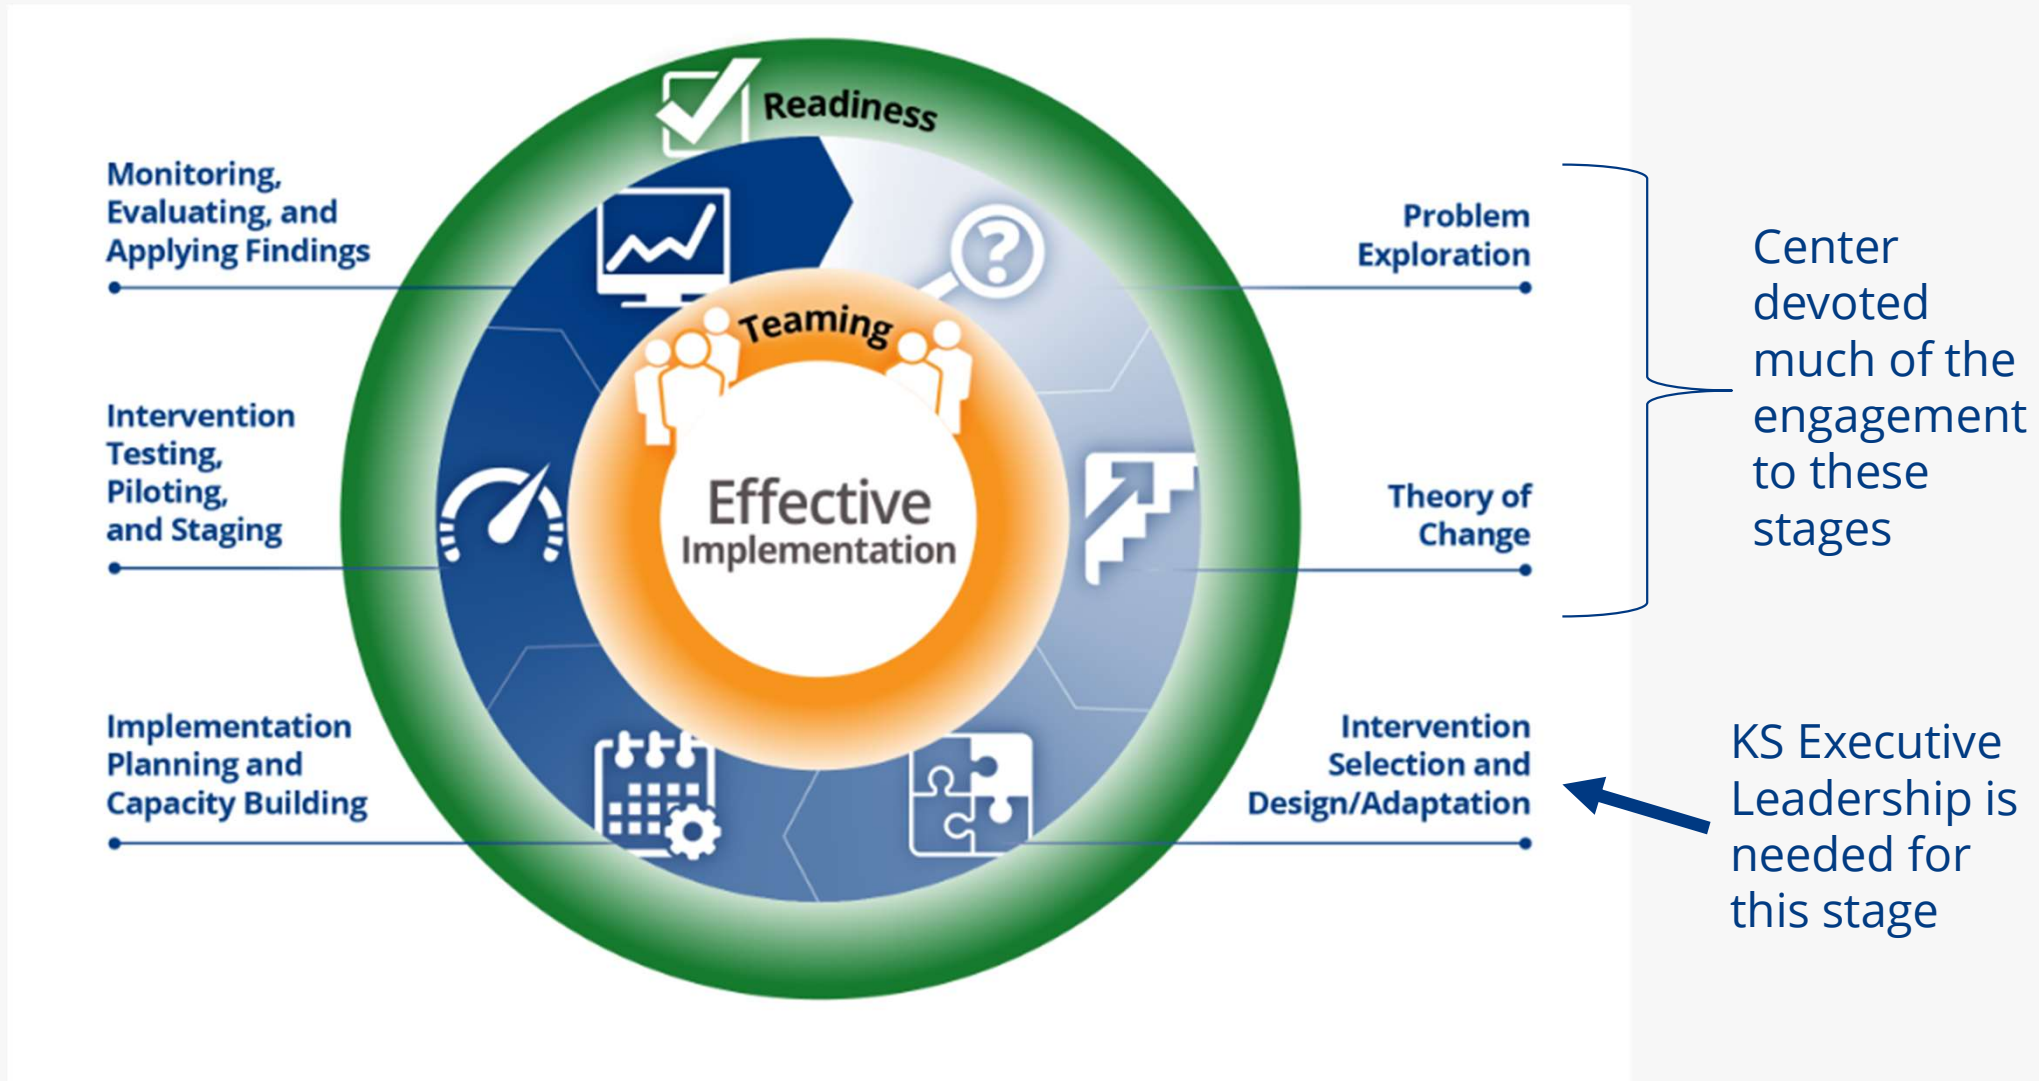 Readiness
Teaming
Effective
Implementation
Monitoring,
Evaluating, and
Applying Findings
Intervention
Testing,
Piloting,
and Staging
Implementation
Planning and
Capacity Building
Problem
Exploration
Theory of
Change
Intervention
Selection and
Design/Adaptation
Center
devoted
much of the
engagement
to these
stages
KS Executive
Leadership is
needed for
this stage